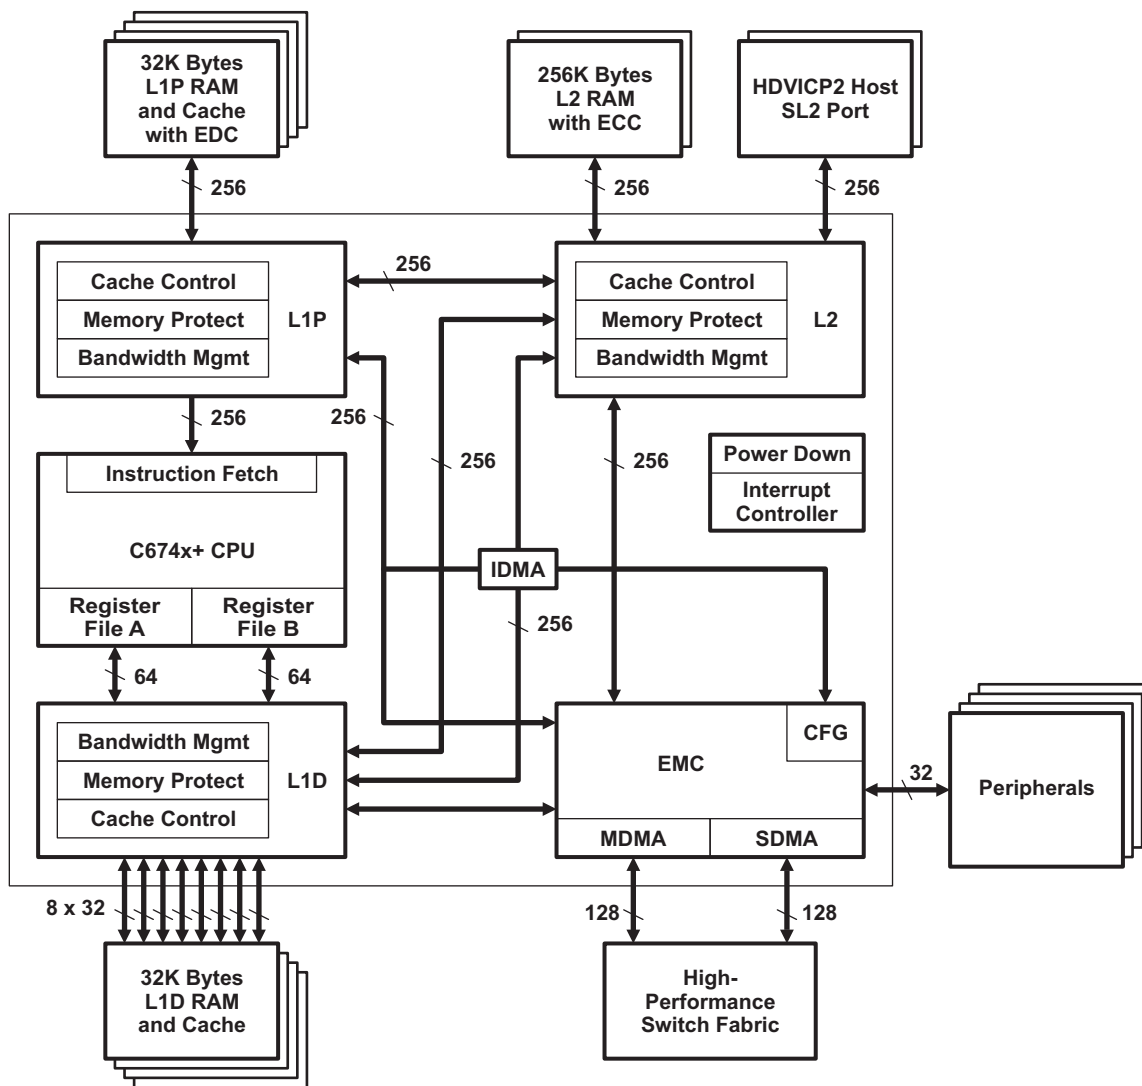 32K Bytes
L1P RAM
and Cache
with EDC
256K Bytes
L2 RAM
with ECC
HDVICP2 Host
SL2 Port
256
256
256
Cache Control
Memory Protect
Bandwidth Mgmt
L1P
256
Cache Control
Memory Protect
Bandwidth Mgmt
L2
256
256
256
256
Power Down
Interrupt
Controller
Instruction Fetch
C674x+ CPU
Register
File A
Register
File B
IDMA
256
64
64
Bandwidth Mgmt
Memory Protect
Cache Control
L1D
CFG
EMC
MDMA
SDMA
32
Peripherals
8 x 32
128
128
32K Bytes
L1D RAM
and Cache
High-
Performance
Switch Fabric